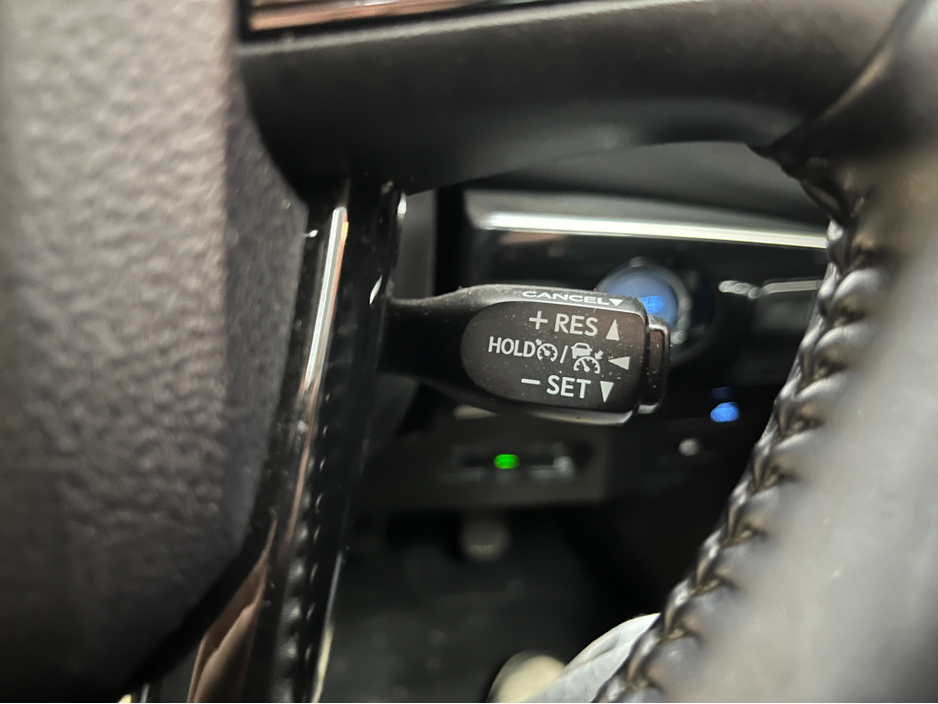 CANCEL▼
+ RES ▲
HOLD / ◄
− SET ▼